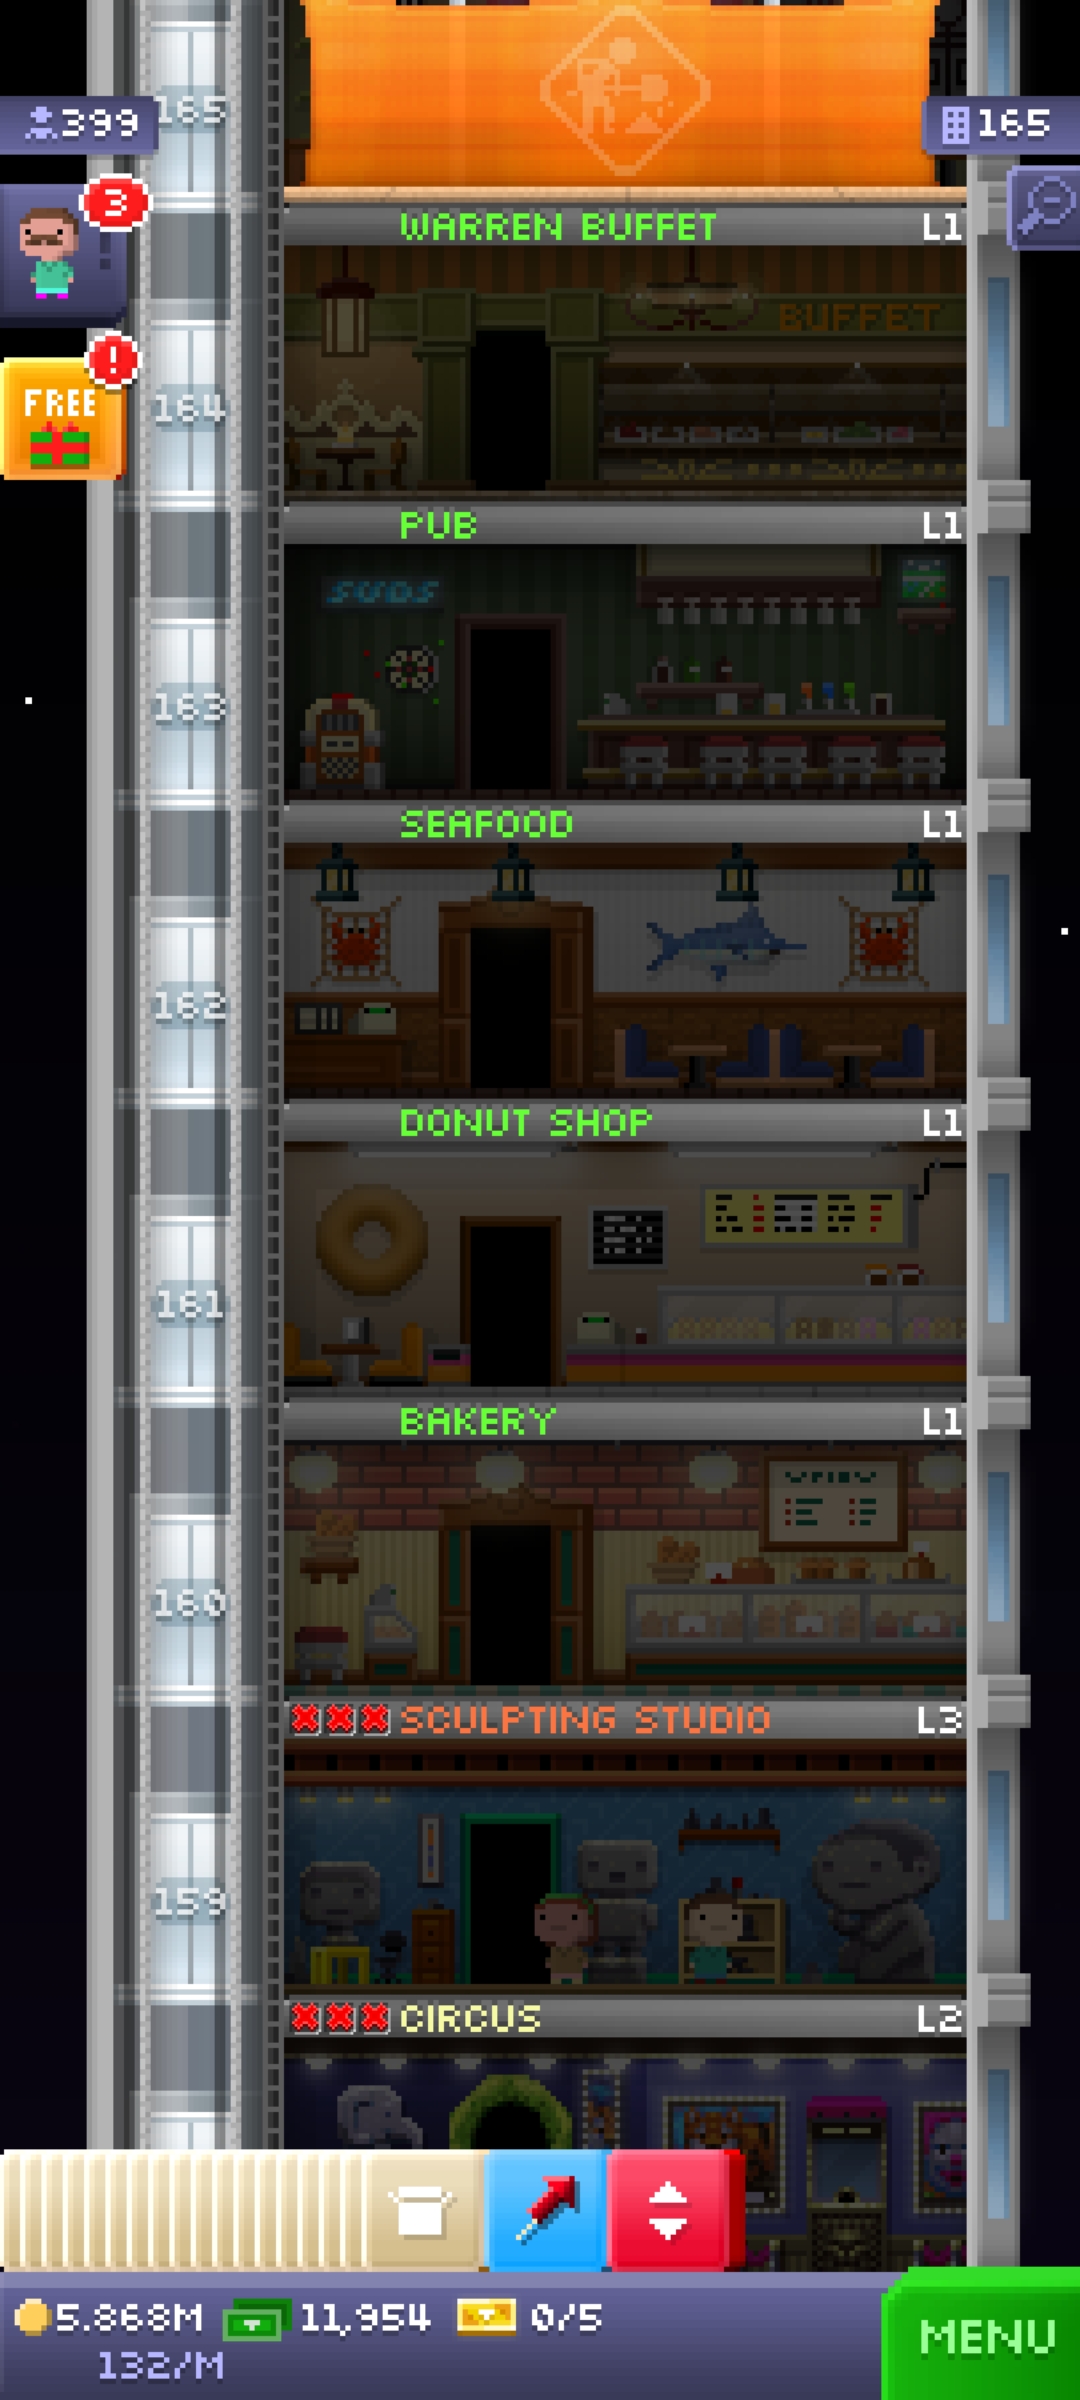 165
399
165
3
WARREN BUFFET L1
BUFFET
!
FREE
164
PUB L1
SUDS
163
SEAFOOD L1
162
DONUT SHOP L1
161
BAKERY L1
160
SCULPTING STUDIO L3
159
CIRCUS L2
5.868M 11,954 0/5
132/M
MENU